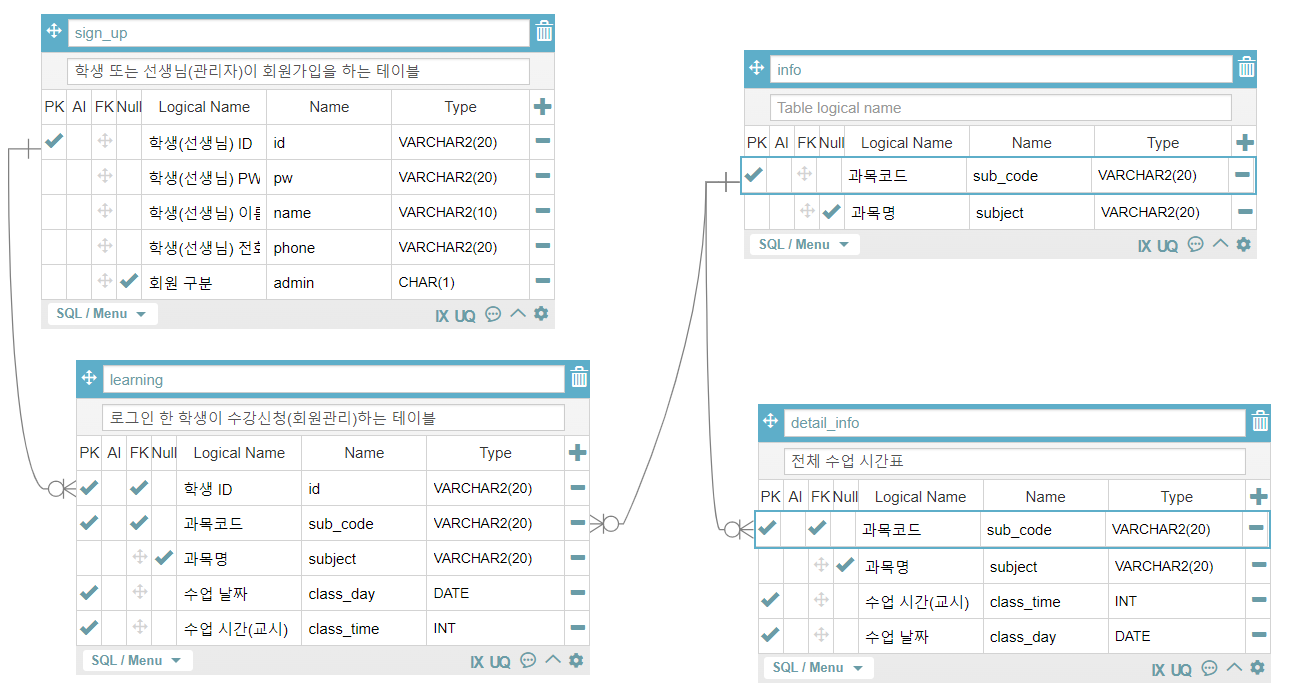 sign_up
학생 또는 선생님(관리자)이 회원가입을 하는 테이블
PK AI FK Null Logical Name Name Type
학생(선생님) ID id VARCHAR2(20)
학생(선생님) PW pw VARCHAR2(20)
학생(선생님) 이름 name VARCHAR2(10)
학생(선생님) 전화 phone VARCHAR2(20)
회원 구분 admin CHAR(1)
SQL / Menu IX UQ
info
Table logical name
PK AI FK Null Logical Name Name Type
과목코드 sub_code VARCHAR2(20)
과목명 subject VARCHAR2(20)
SQL / Menu IX UQ
learning
로그인 한 학생이 수강신청(회원관리)하는 테이블
PK AI FK Null Logical Name Name Type
학생 ID id VARCHAR2(20)
과목코드 sub_code VARCHAR2(20)
과목명 subject VARCHAR2(20)
수업 날짜 class_day DATE
수업 시간(교시) class_time INT
SQL / Menu IX UQ
detail_info
전체 수업 시간표
PK AI FK Null Logical Name Name Type
과목코드 sub_code VARCHAR2(20)
과목명 subject VARCHAR2(20)
수업 시간(교시) class_time INT
수업 날짜 class_day DATE
SQL / Menu IX UQ